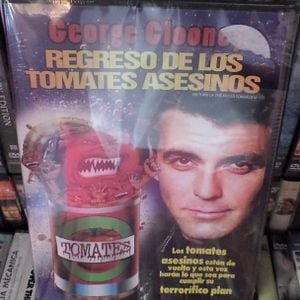 George Cloone
REGRESO DE LOS
TOMATES ASESINOS
TOMATES
Los tomates
asesinos están de
vuelta y esta vez
harán lo que sea para
cumplir su
terrorífico plan